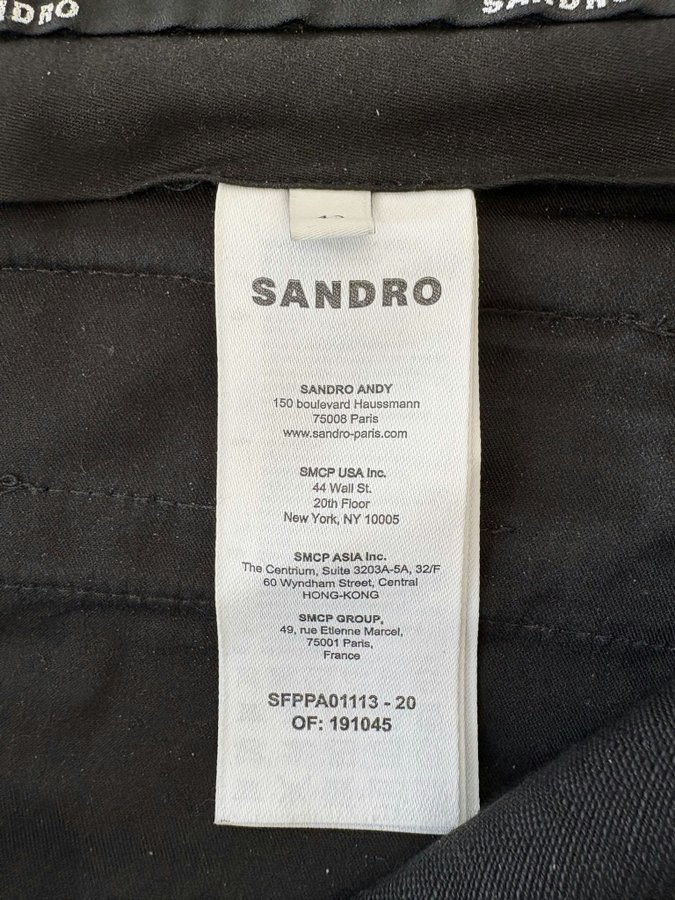 SANDRO
SANDRO ANDY
150 boulevard Haussmann
75008 Paris
www.sandro-paris.com
SMCP USA Inc.
44 Wall St.
20th Floor
New York, NY 10005
SMCP ASIA Inc.
The Centrium, Suite 3203A-5A, 32/F
60 Wyndham Street, Central
HONG-KONG
SMCP GROUP,
49, rue Etienne Marcel,
75001 Paris,
France
SFPPA01113 - 20
OF: 191045